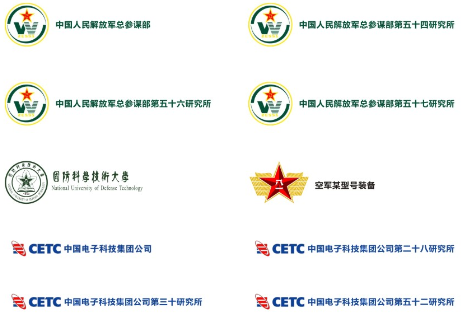 中国人民解放军总参谋部
中国人民解放军总参谋部第五十四研究所
中国人民解放军总参谋部第五十六研究所
中国人民解放军总参谋部第五十七研究所
國防科學技術大學
National University of Defense Technology
空军某型号装备
CETC 中国电子科技集团公司
CETC 中国电子科技集团公司第二十八研究所
CETC 中国电子科技集团公司第三十研究所
CETC 中国电子科技集团公司第五十二研究所